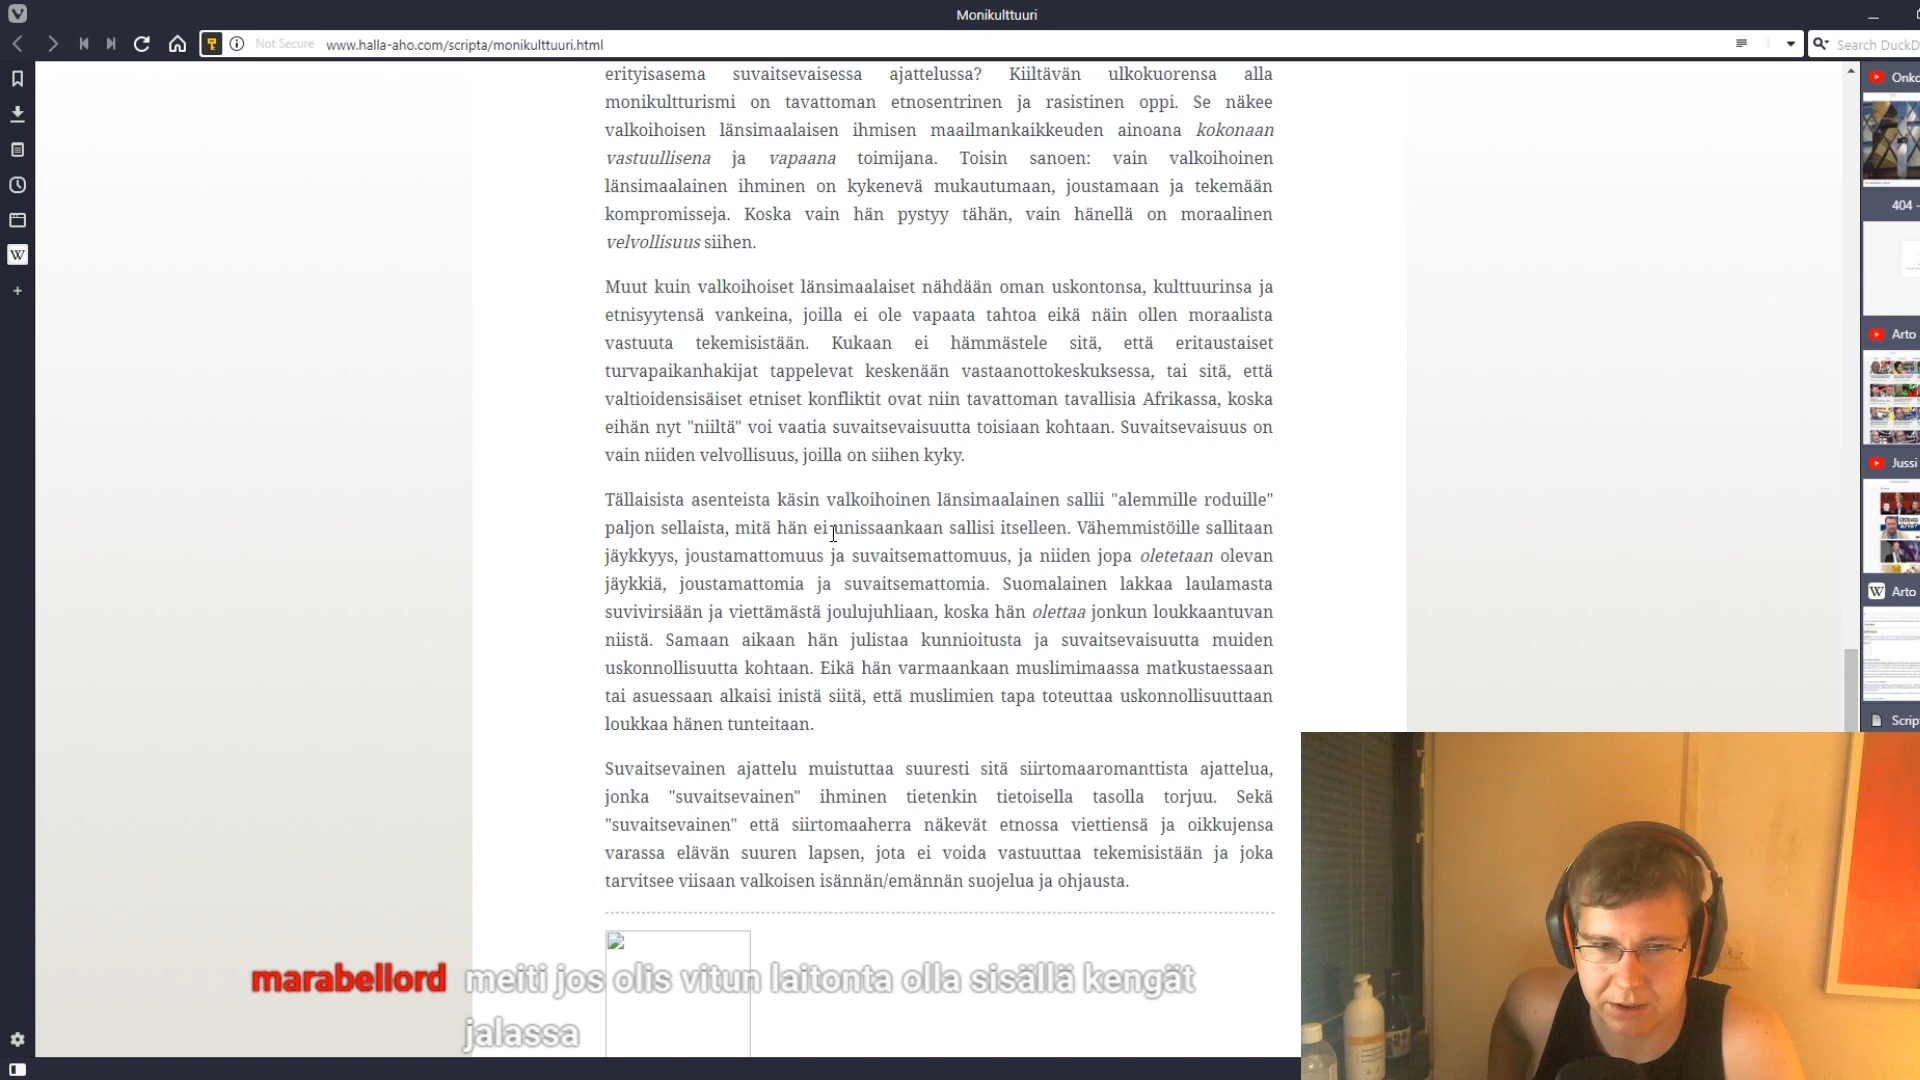 Monikulttuuri
Not Secure
www.halla-aho.com/scripta/monikulttuuri.html
Search DuckD
erityisasema suvaitsevaisessa ajattelussa? Kiiltävän ulkokuorensa alla
monikultturismi on tavattoman etnosentrinen ja rasistinen oppi. Se näkee
valkoihoisen länsimaalaisen ihmisen maailmankaikkeuden ainoana kokonaan
vastuullisena ja vapaana toimijana. Toisin sanoen: vain valkoihoinen
länsimaalainen ihminen on kykenevä mukautumaan, joustamaan ja tekemään
kompromisseja. Koska vain hän pystyy tähän, vain hänellä on moraalinen
velvollisuus siihen.
Muut kuin valkoihoiset länsimaalaiset nähdään oman uskontonsa, kulttuurinsa ja
etnisyytensä vankeina, joilla ei ole vapaata tahtoa eikä näin ollen moraalista
vastuuta tekemisistään. Kukaan ei hämmästele sitä, että eritaustaiset
turvapaikanhakijat tappelevat keskenään vastaanottokeskuksessa, tai sitä, että
valtioidensisäiset etniset konfliktit ovat niin tavattoman tavallisia Afrikassa, koska
eihän nyt "niiltä" voi vaatia suvaitsevaisuutta toisiaan kohtaan. Suvaitsevaisuus on
vain niiden velvollisuus, joilla on siihen kyky.
Tällaisista asenteista käsin valkoihoinen länsimaalainen sallii "alemmille roduille"
paljon sellaista, mitä hän ei unissaankaan sallisi itselleen. Vähemmistöille sallitaan
jäykkyys, joustamattomuus ja suvaitsemattomuus, ja niiden jopa oletetaan olevan
jäykkiä, joustamattomia ja suvaitsemattomia. Suomalainen lakkaa laulamasta
suvivirsiään ja viettämästä joulujuhliaan, koska hän olettaa jonkun loukkaantuvan
niistä. Samaan aikaan hän julistaa kunnioitusta ja suvaitsevaisuutta muiden
uskonnollisuutta kohtaan. Eikä hän varmaankaan muslimimaassa matkustaessaan
tai asuessaan alkaisi inistä siitä, että muslimien tapa toteuttaa uskonnollisuuttaan
loukkaa hänen tunteitaan.
Suvaitsevainen ajattelu muistuttaa suuresti sitä siirtomaaromanttista ajattelua,
jonka "suvaitsevainen" ihminen tietenkin tietoisella tasolla torjuu. Sekä
"suvaitsevainen" että siirtomaaherra näkevät etnossa viettiensä ja oikkujensa
varassa elävän suuren lapsen, jota ei voida vastuuttaa tekemisistään ja joka
tarvitsee viisaan valkoisen isännän/emännän suojelua ja ohjausta.
marabellord meiti jos olis vitun laitonta olla sisällä kengät
jalassa
Onko
404 -
Arto
Jussi
W Arto
Scrip
W